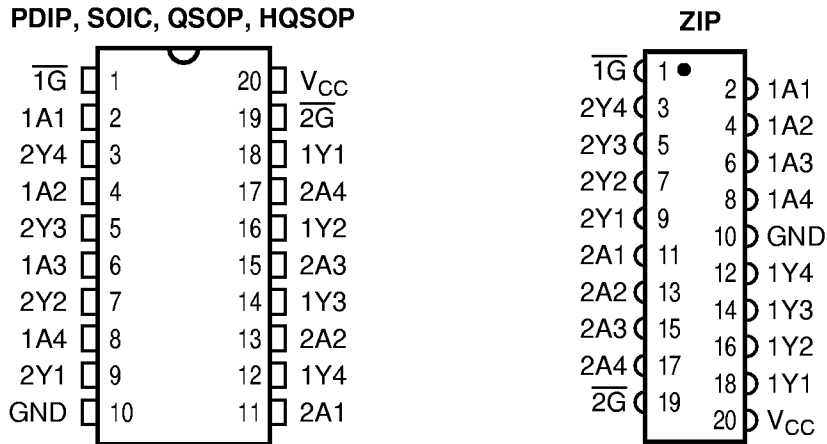 PDIP, SOIC, QSOP, HQSOP
1G 1 20 VCC
1A1 2 19 2G
2Y4 3 18 1Y1
1A2 4 17 2A4
2Y3 5 16 1Y2
1A3 6 15 2A3
2Y2 7 14 1Y3
1A4 8 13 2A2
2Y1 9 12 1Y4
GND 10 11 2A1
ZIP
1G 1
2 1A1
2Y4 3
4 1A2
2Y3 5
6 1A3
2Y2 7
8 1A4
2Y1 9
10 GND
2A1 11
12 1Y4
2A2 13
14 1Y3
2A3 15
16 1Y2
2A4 17
18 1Y1
2G 19
20 VCC